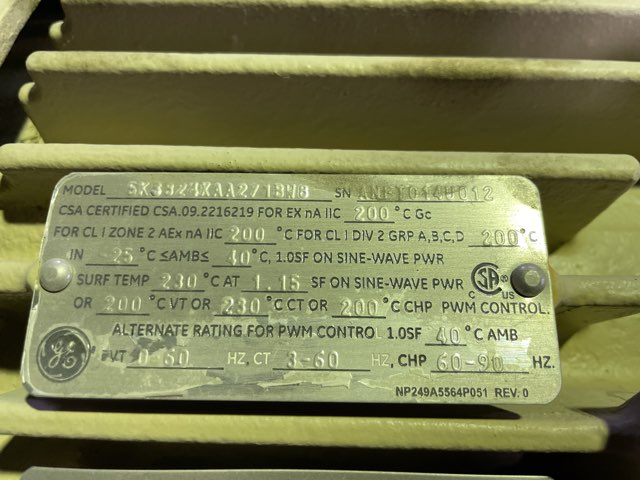 MODEL SN
CSA CERTIFIED CSA.09.2216219 FOR EX nA IIC 200 °C Gc
FOR CL I ZONE 2 AEx nA IIC 200 °C FOR CL I DIV 2 GRP A,B,C,D 200 °C
IN 25 °C ≤AMB≤ 40 °C, 1.0SF ON SINE-WAVE PWR
SURF TEMP 230 °C AT 1.15 SF ON SINE-WAVE PWR
OR 200 °C VT OR 230 °C CT OR 200 °C CHP PWM CONTROL.
ALTERNATE RATING FOR PWM CONTROL 1.0SF 40 °C AMB
VT 0-60 HZ, CT 3-60 HZ, CHP 60-90 HZ.
NP249A5564P051 REV. 0
GE
SA
C US